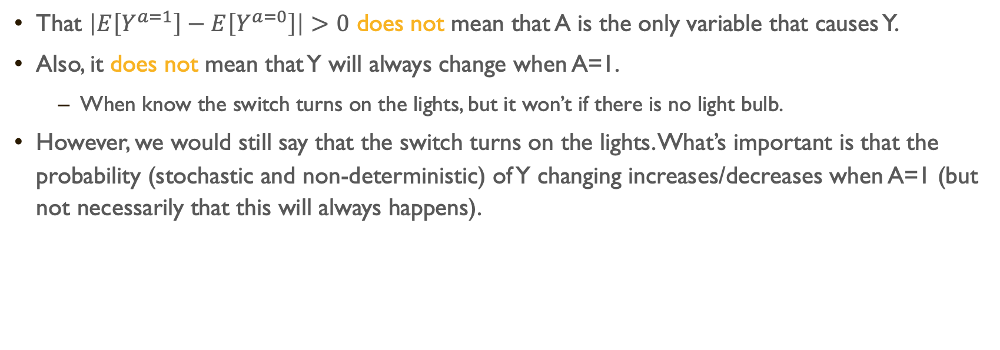 • That |E[Y^{a=1}] − E[Y^{a=0}]| > 0 does not mean that A is the only variable that causes Y.
• Also, it does not mean that Y will always change when A=1.
– When know the switch turns on the lights, but it won't if there is no light bulb.
• However, we would still say that the switch turns on the lights. What's important is that the
probability (stochastic and non-deterministic) of Y changing increases/decreases when A=1 (but
not necessarily that this will always happens).